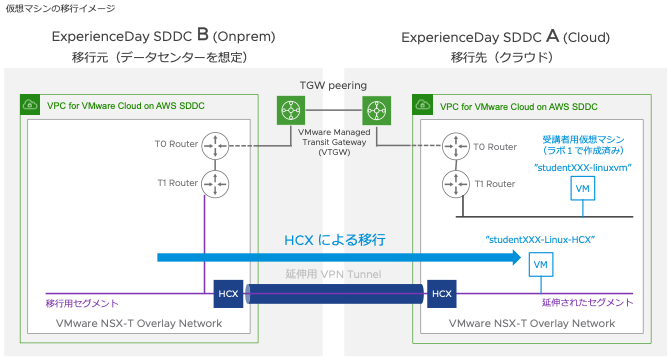 仮想マシンの移行イメージ
ExperienceDay SDDC B (Onprem)
移行元（データセンターを想定）
ExperienceDay SDDC A (Cloud)
移行先（クラウド）
TGW peering
VPC for VMware Cloud on AWS SDDC
VPC for VMware Cloud on AWS SDDC
VMware Managed
Transit Gateway
(VTGW)
T0 Router
T1 Router
T0 Router
T1 Router
受講者用仮想マシン
（ラボ１で作成済み）
"studentXXX-linuxvm"
VM
HCX による移行
"studentXXX-Linux-HCX"
VM
延伸用 VPN Tunnel
HCX
HCX
移行用セグメント
延伸されたセグメント
VMware NSX-T Overlay Network
VMware NSX-T Overlay Network